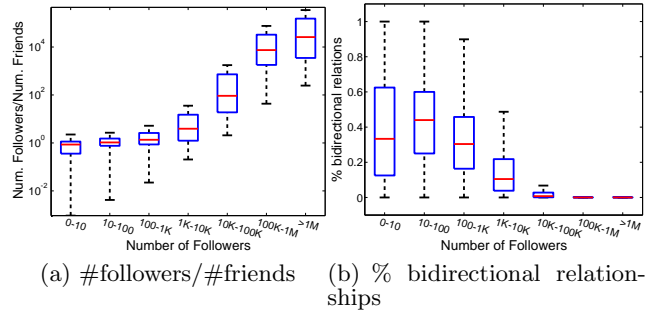 Num. Followers/Num. Friends
10^4
10^2
10^0
10^-2
0-10
10-100
100-1K
1K-10K
10K-100K
100K-1M
>1M
Number of Followers
(a) #followers/#friends
% bidirectional relations
1
0.8
0.6
0.4
0.2
0
0-10
10-100
100-1K
1K-10K
10K-100K
100K-1M
>1M
Number of Followers
(b) % bidirectional relation-
ships